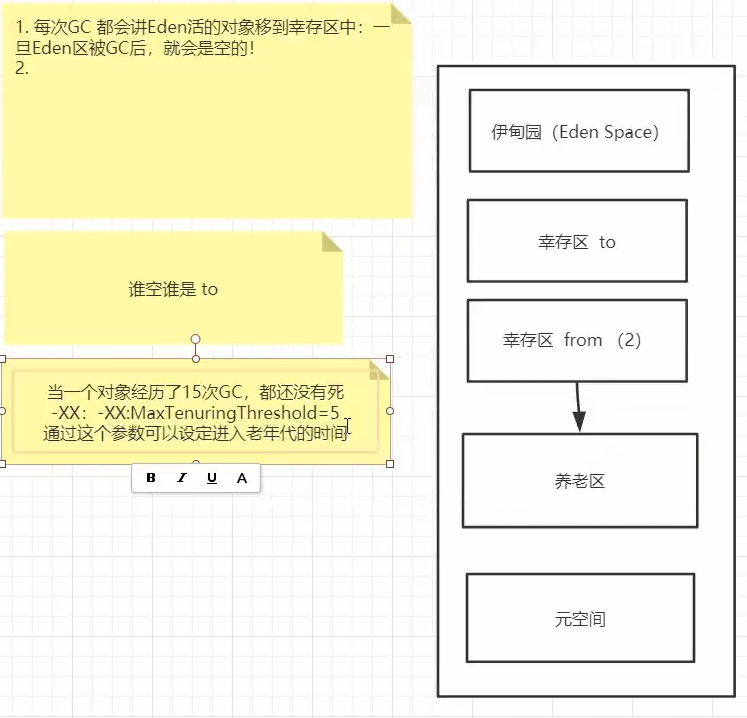 1. 每次GC 都会讲Eden活的对象移到幸存区中：一
旦Eden区被GC后，就会是空的！
2.
谁空谁是 to
当一个对象经历了15次GC，都还没有死
-XX：-XX:MaxTenuringThreshold=5
通过这个参数可以设定进入老年代的时间
B I U A
伊甸园（Eden Space）
幸存区 to
幸存区 from （2）
养老区
元空间